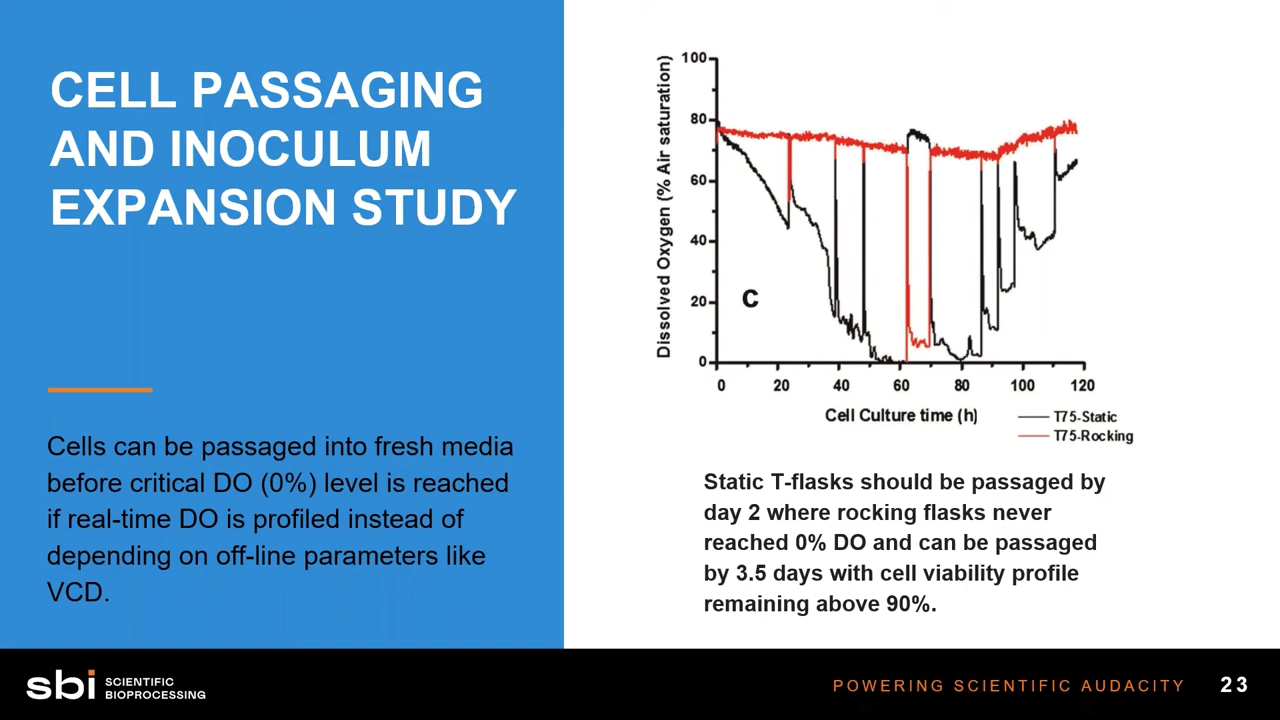 CELL PASSAGING
AND INOCULUM
EXPANSION STUDY
Cells can be passaged into fresh media
before critical DO (0%) level is reached
if real-time DO is profiled instead of
depending on off-line parameters like
VCD.
Dissolved Oxygen (% Air saturation)
100
80
60
40
20
0
C
0 20 40 60 80 100 120
Cell Culture time (h)
T75-Static
T75-Rocking
Static T-flasks should be passaged by
day 2 where rocking flasks never
reached 0% DO and can be passaged
by 3.5 days with cell viability profile
remaining above 90%.
sbi SCIENTIFIC
BIOPROCESSING
POWERING SCIENTIFIC AUDACITY 23